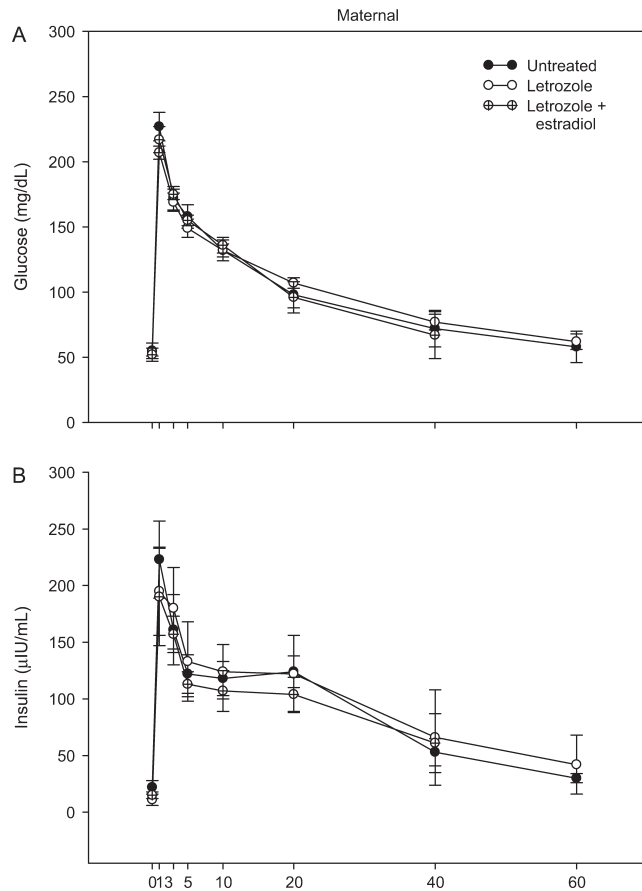 Maternal
A
300
250
200
150
100
50
0
Glucose (mg/dL)
Untreated
Letrozole
Letrozole +
estradiol
B
300
250
200
150
100
50
0
Insulin (μIU/mL)
0 1 3 5 10 20 40 60